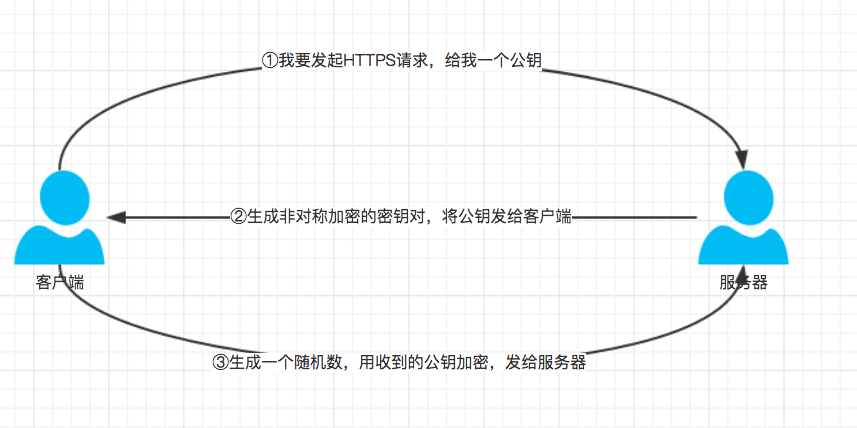 ①我要发起HTTPS请求，给我一个公钥
②生成非对称加密的密钥对，将公钥发给客户端
客户端
服务器
③生成一个随机数，用收到的公钥加密，发给服务器